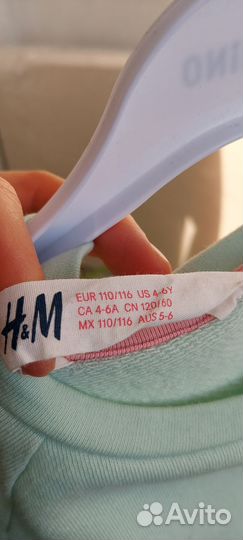 INO
H&M
EUR 110/116 US 4-6Y
CA 4-6A CN 120/60
MX 110/116 AUS 5-6
Avito